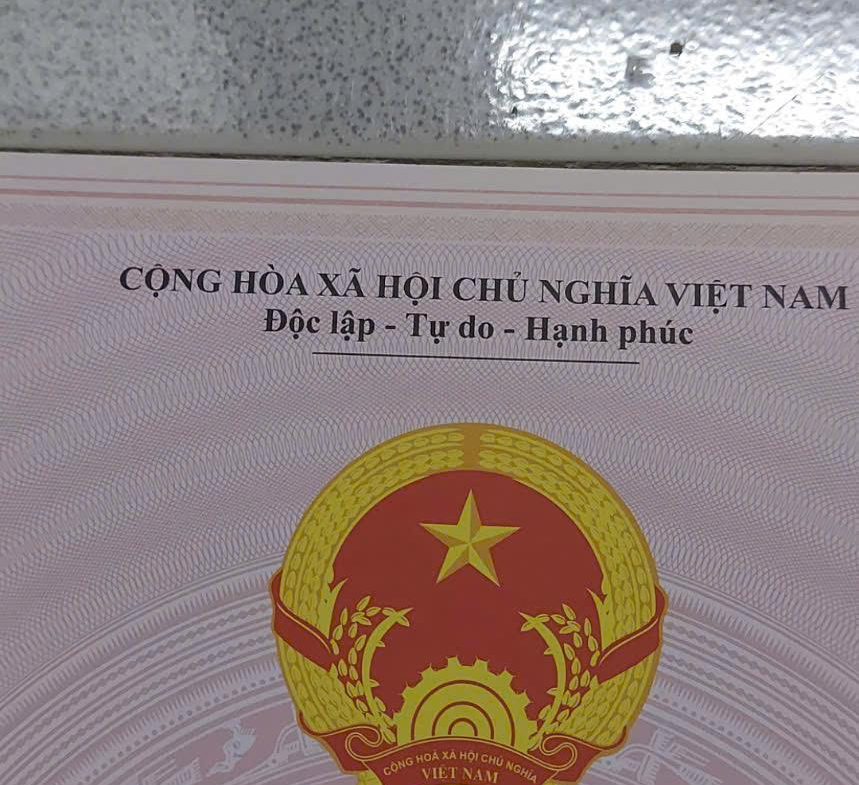 CỘNG HÒA XÃ HỘI CHỦ NGHĨA VIỆT NAM
Độc lập - Tự do - Hạnh phúc
CỘNG HOÀ XÃ HỘI CHỦ NGHĨA
VIỆT NAM